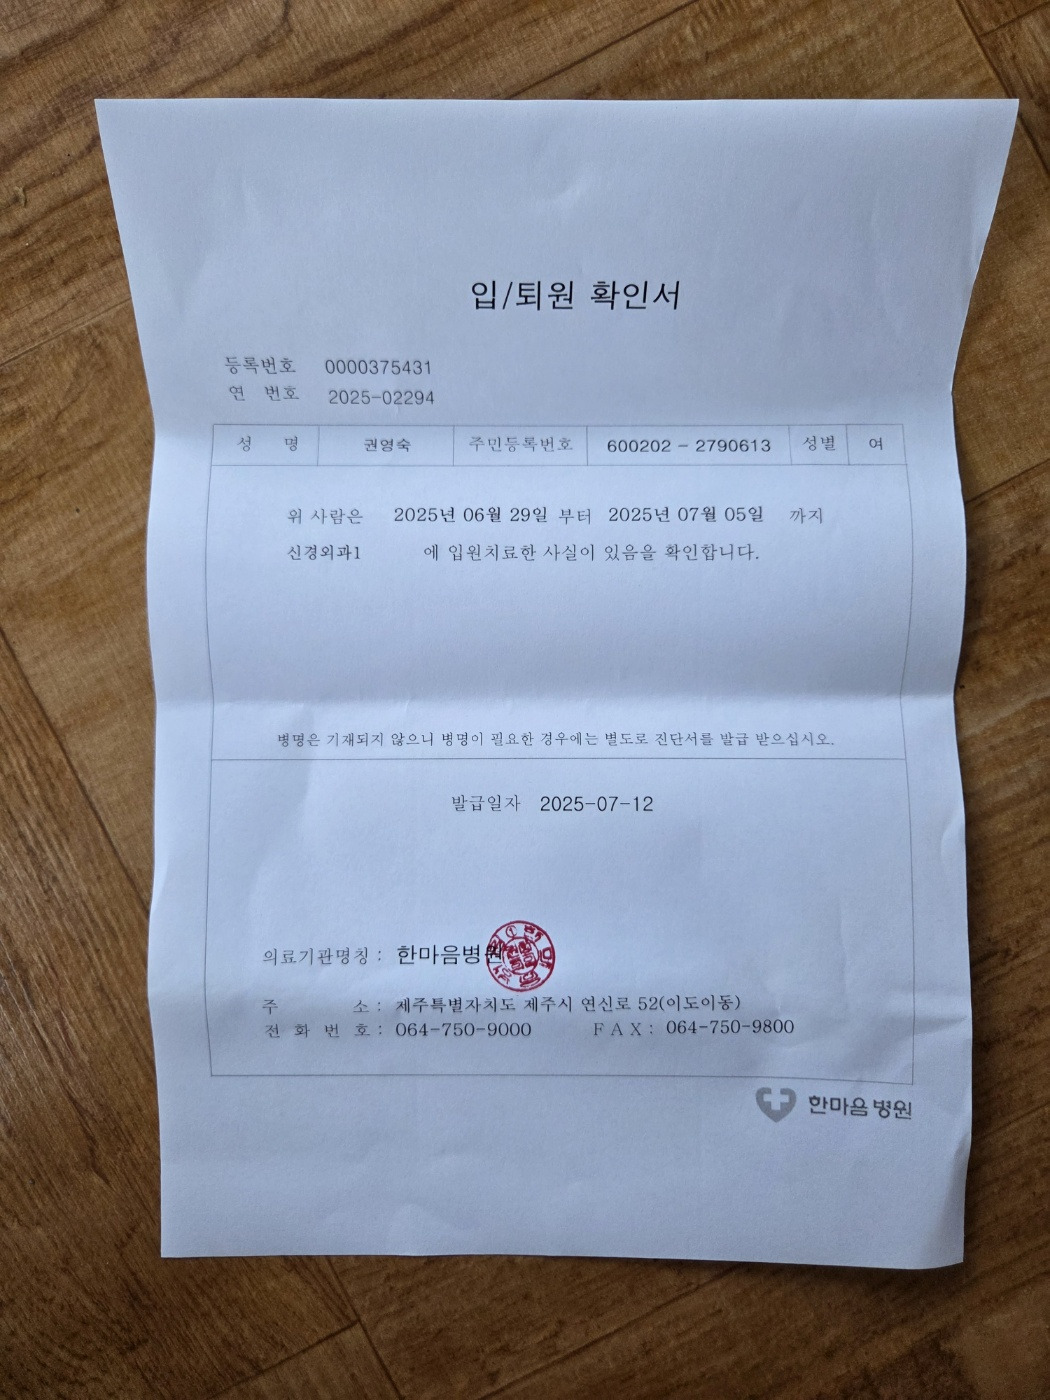 입/퇴원 확인서
등록번호 0000375431
연 번호 2025-02294
성 명 권영숙 주민등록번호 600202 - 2790613 성별 여
위 사람은 2025년 06월 29일 부터 2025년 07월 05일 까지
신경외과1 에 입원치료한 사실이 있음을 확인합니다.
병명은 기재되지 않으니 병명이 필요한 경우에는 별도로 진단서를 발급 받으십시오.
발급일자 2025-07-12
의료기관명칭 : 한마음병원
주 소 : 제주특별자치도 제주시 연신로 52(이도이동)
전 화 번 호 : 064-750-9000 FAX : 064-750-9800
한마음병원